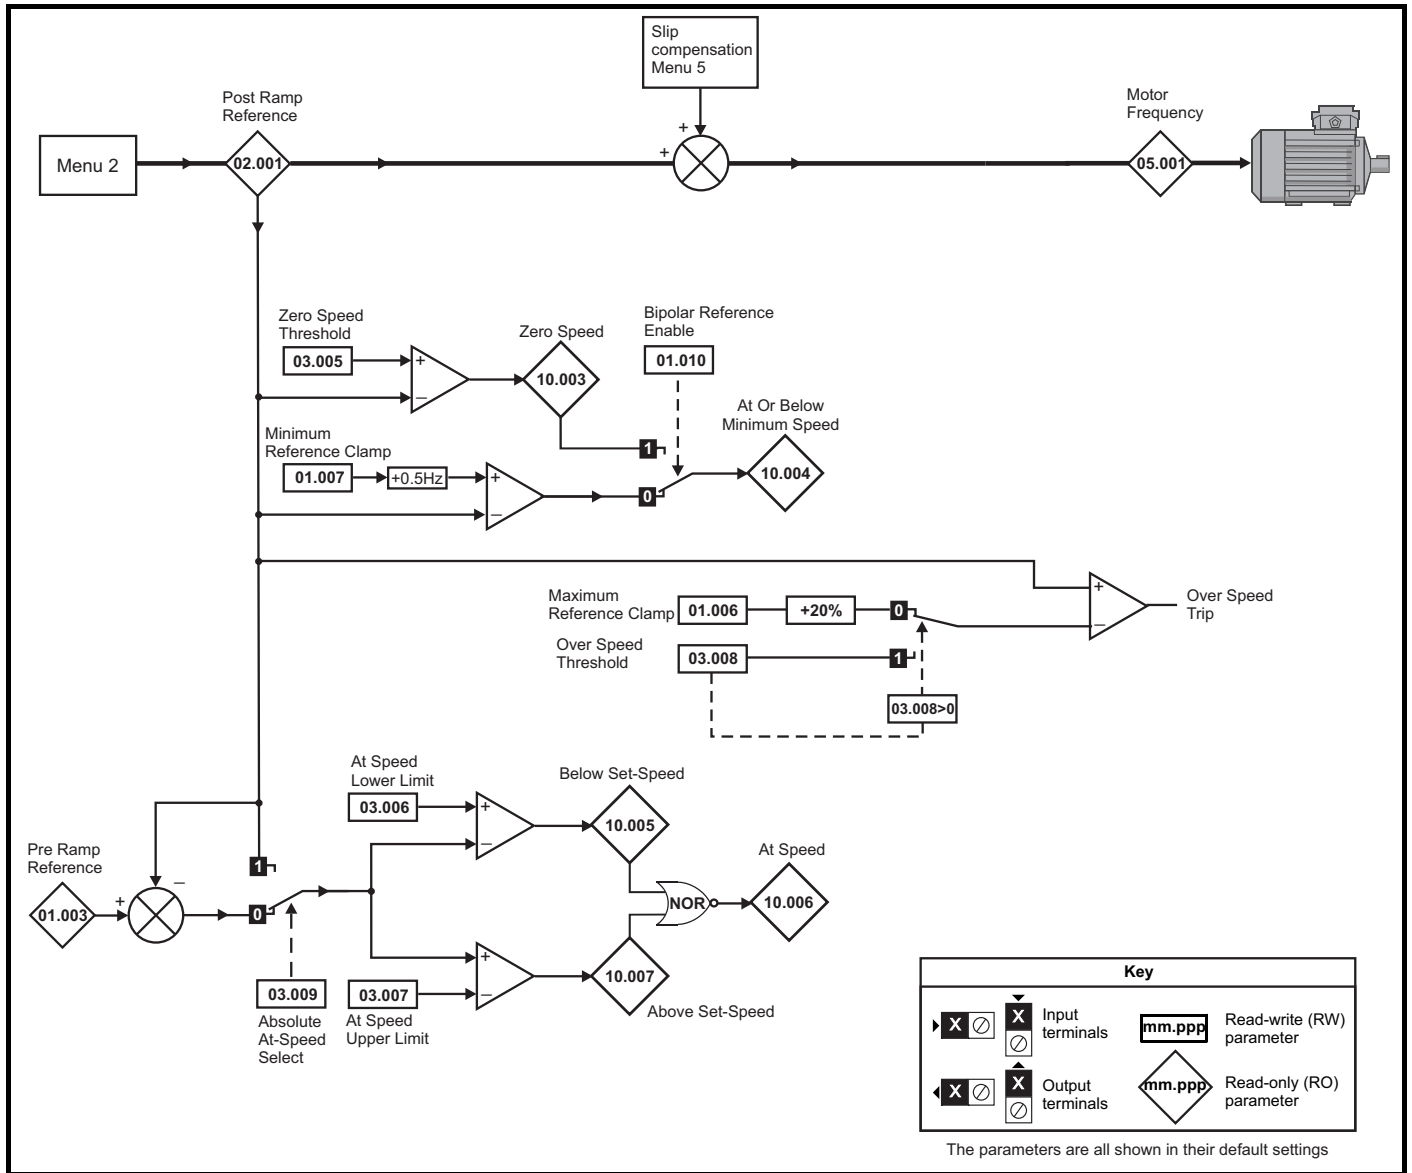 Slip
compensation
Menu 5
Post Ramp
Reference
Motor
Frequency
Menu 2
02.001
+
+
05.001
Zero Speed
Threshold
03.005
+
–
Zero Speed
10.003
Bipolar Reference
Enable
01.010
At Or Below
Minimum Speed
1
Minimum
Reference Clamp
01.007
+0.5Hz
+
–
0
10.004
Maximum
Reference Clamp
01.006
+20%
0
+
–
Over Speed
Trip
Over Speed
Threshold
03.008
1
03.008>0
At Speed
Lower Limit
03.006
+
–
Below Set-Speed
10.005
Pre Ramp
Reference
01.003
+
–
1
0
NOR
At Speed
10.006
03.009
Absolute
At-Speed
Select
03.007
At Speed
Upper Limit
+
–
10.007
Above Set-Speed
Key
X
X
Input
terminals
mm.ppp
Read-write (RW)
parameter
X
X
Output
terminals
mm.ppp
Read-only (RO)
parameter
The parameters are all shown in their default settings